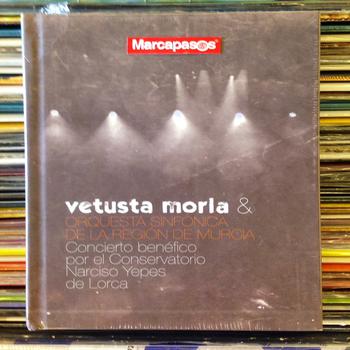 Marcapasos
vetusta morla &
ORQUESTA SINFÓNICA
DE LA REGIÓN DE MURCIA
Concierto benéfico
por el Conservatorio
Narciso Yepes
de Lorca